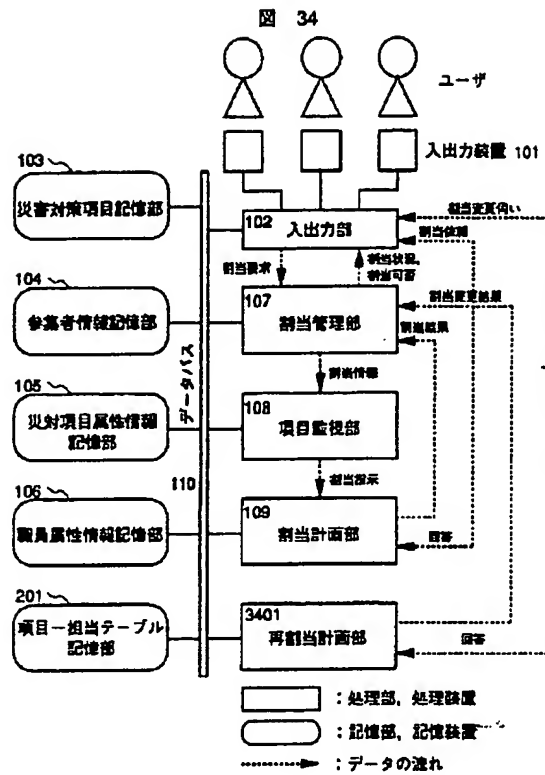 図 34
ユーザ
入出力装置 101
103
災害対策項目記憶部
102
入出力部
割当変更伺い
割当依頼
割当要求
割当状況,
割当可否
104
参集者情報記憶部
107
割当管理部
割当変更結果
割当結果
データバス
110
割当情報
105
災対項目属性情報
記憶部
108
項目監視部
割当指示
106
職員属性情報記憶部
109
割当計画部
回答
201
項目ー担当テーブル
記憶部
3401
再割当計画部
回答
:処理部,処理装置
:記憶部,記憶装置
:データの流れ